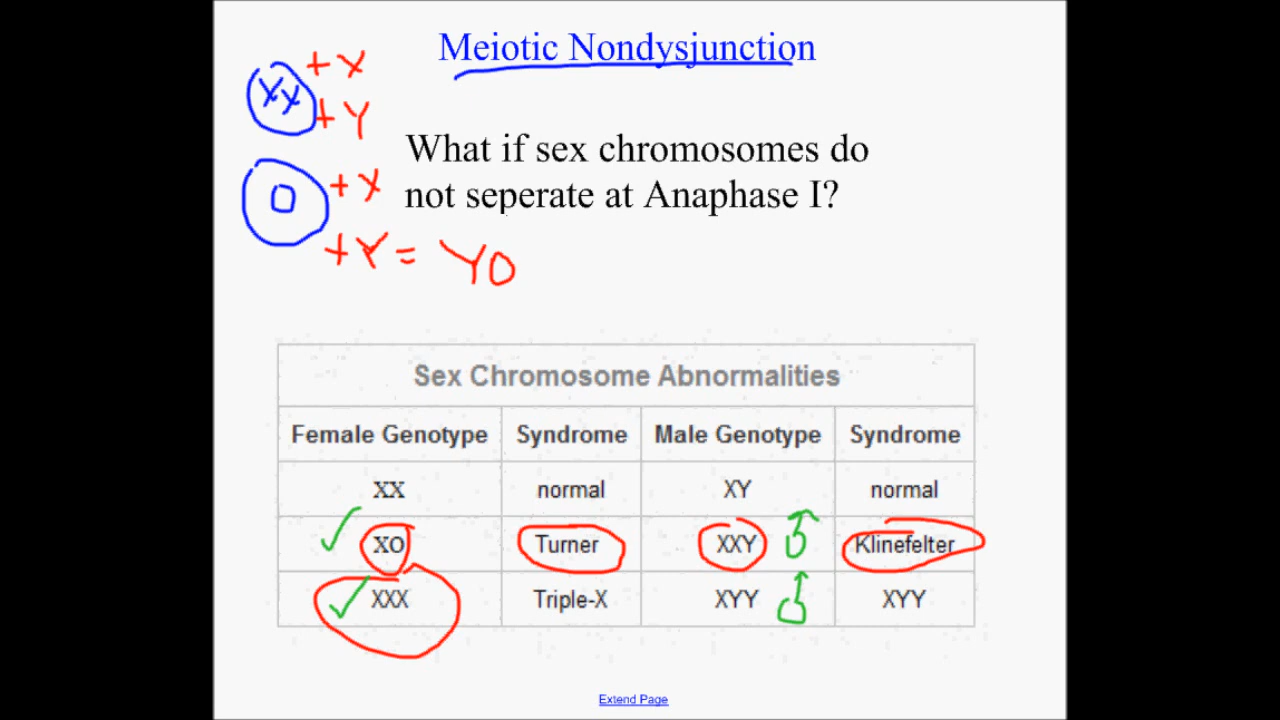 Meiotic Nondysjunction
XX + X
+ Y
O + X
+ Y = YO
What if sex chromosomes do
not seperate at Anaphase I?
Sex Chromosome Abnormalities
Female Genotype Syndrome Male Genotype Syndrome
XX normal XY normal
XO Turner XXY ♂ Klinefelter
XXX Triple-X XYY ♂ XYY
Extend Page